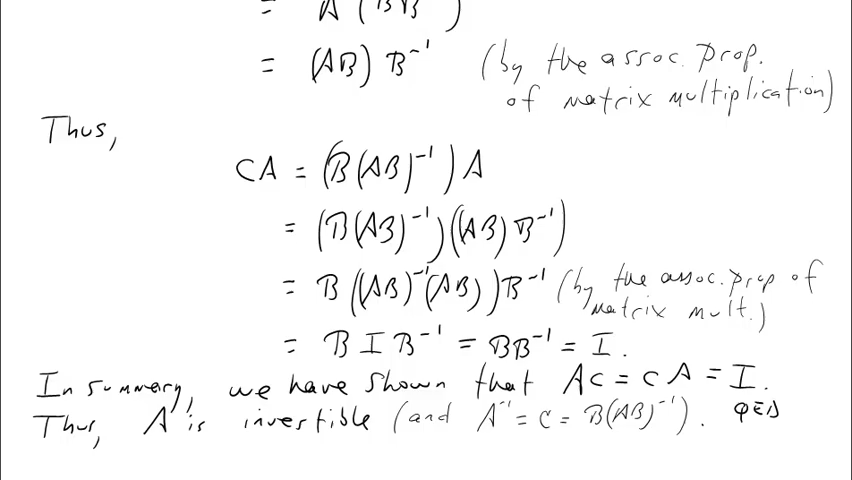 = A (BB⁻¹)
= (AB) B⁻¹ (by the assoc. prop.
of matrix multiplication)
Thus,
CA = (B(AB)⁻¹) A
= (B(AB)⁻¹)((AB) B⁻¹)
= B((AB)⁻¹(AB))B⁻¹ (by the assoc. prop of
matrix mult.)
= B I B⁻¹ = BB⁻¹ = I.
In summary, we have shown that AC = CA = I.
Thus, A is invertible (and A⁻¹ = C = B(AB)⁻¹). QED